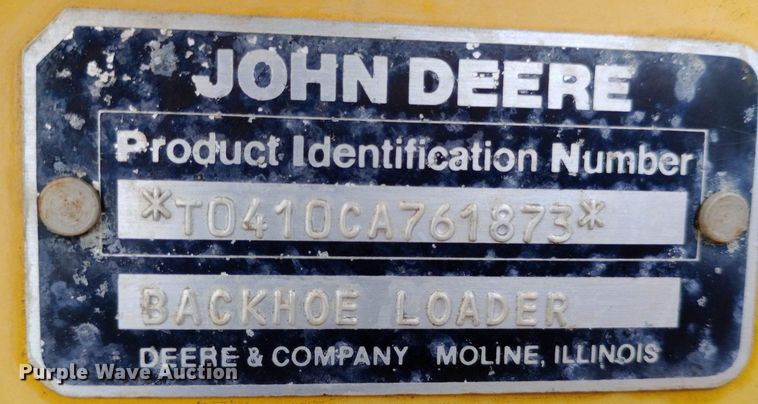 JOHN DEERE
Product Identification Number
*T0410CA761873*
BACKHOE LOADER
DEERE & COMPANY MOLINE, ILLINOIS
Purple Wave Auction